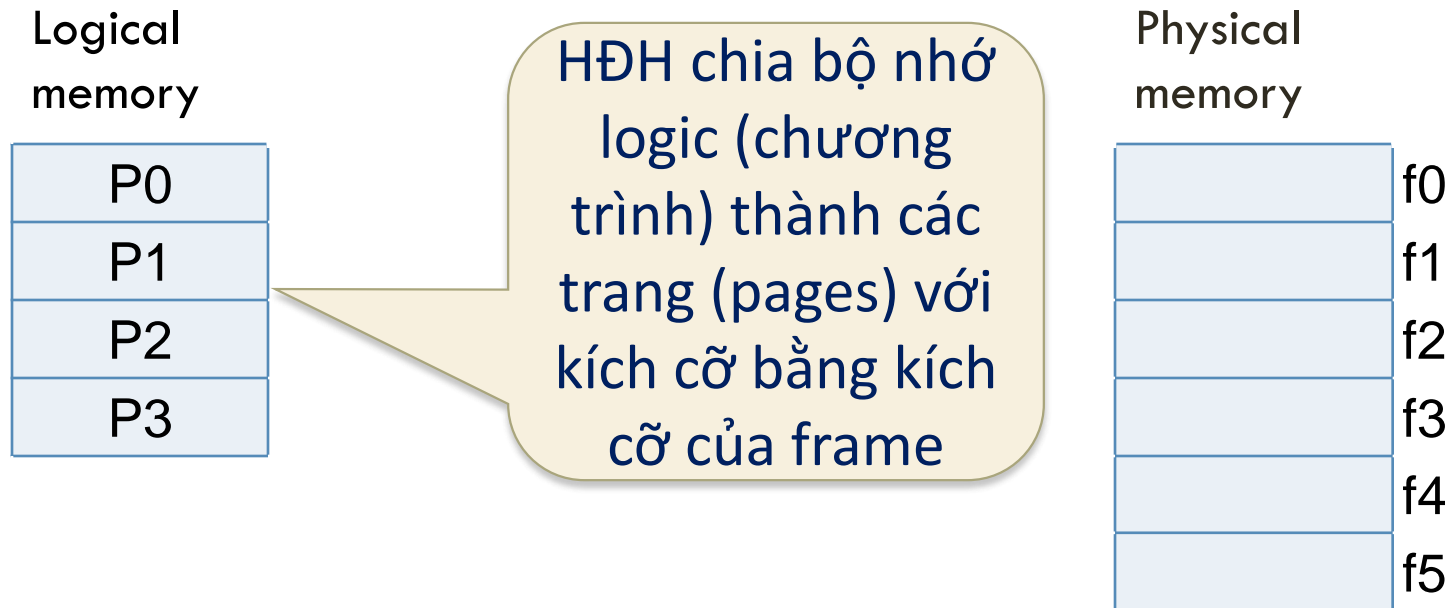 Logical
memory
P0
P1
P2
P3
HĐH chia bộ nhớ
logic (chương
trình) thành các
trang (pages) với
kích cỡ bằng kích
cỡ của frame
Physical
memory
f0
f1
f2
f3
f4
f5